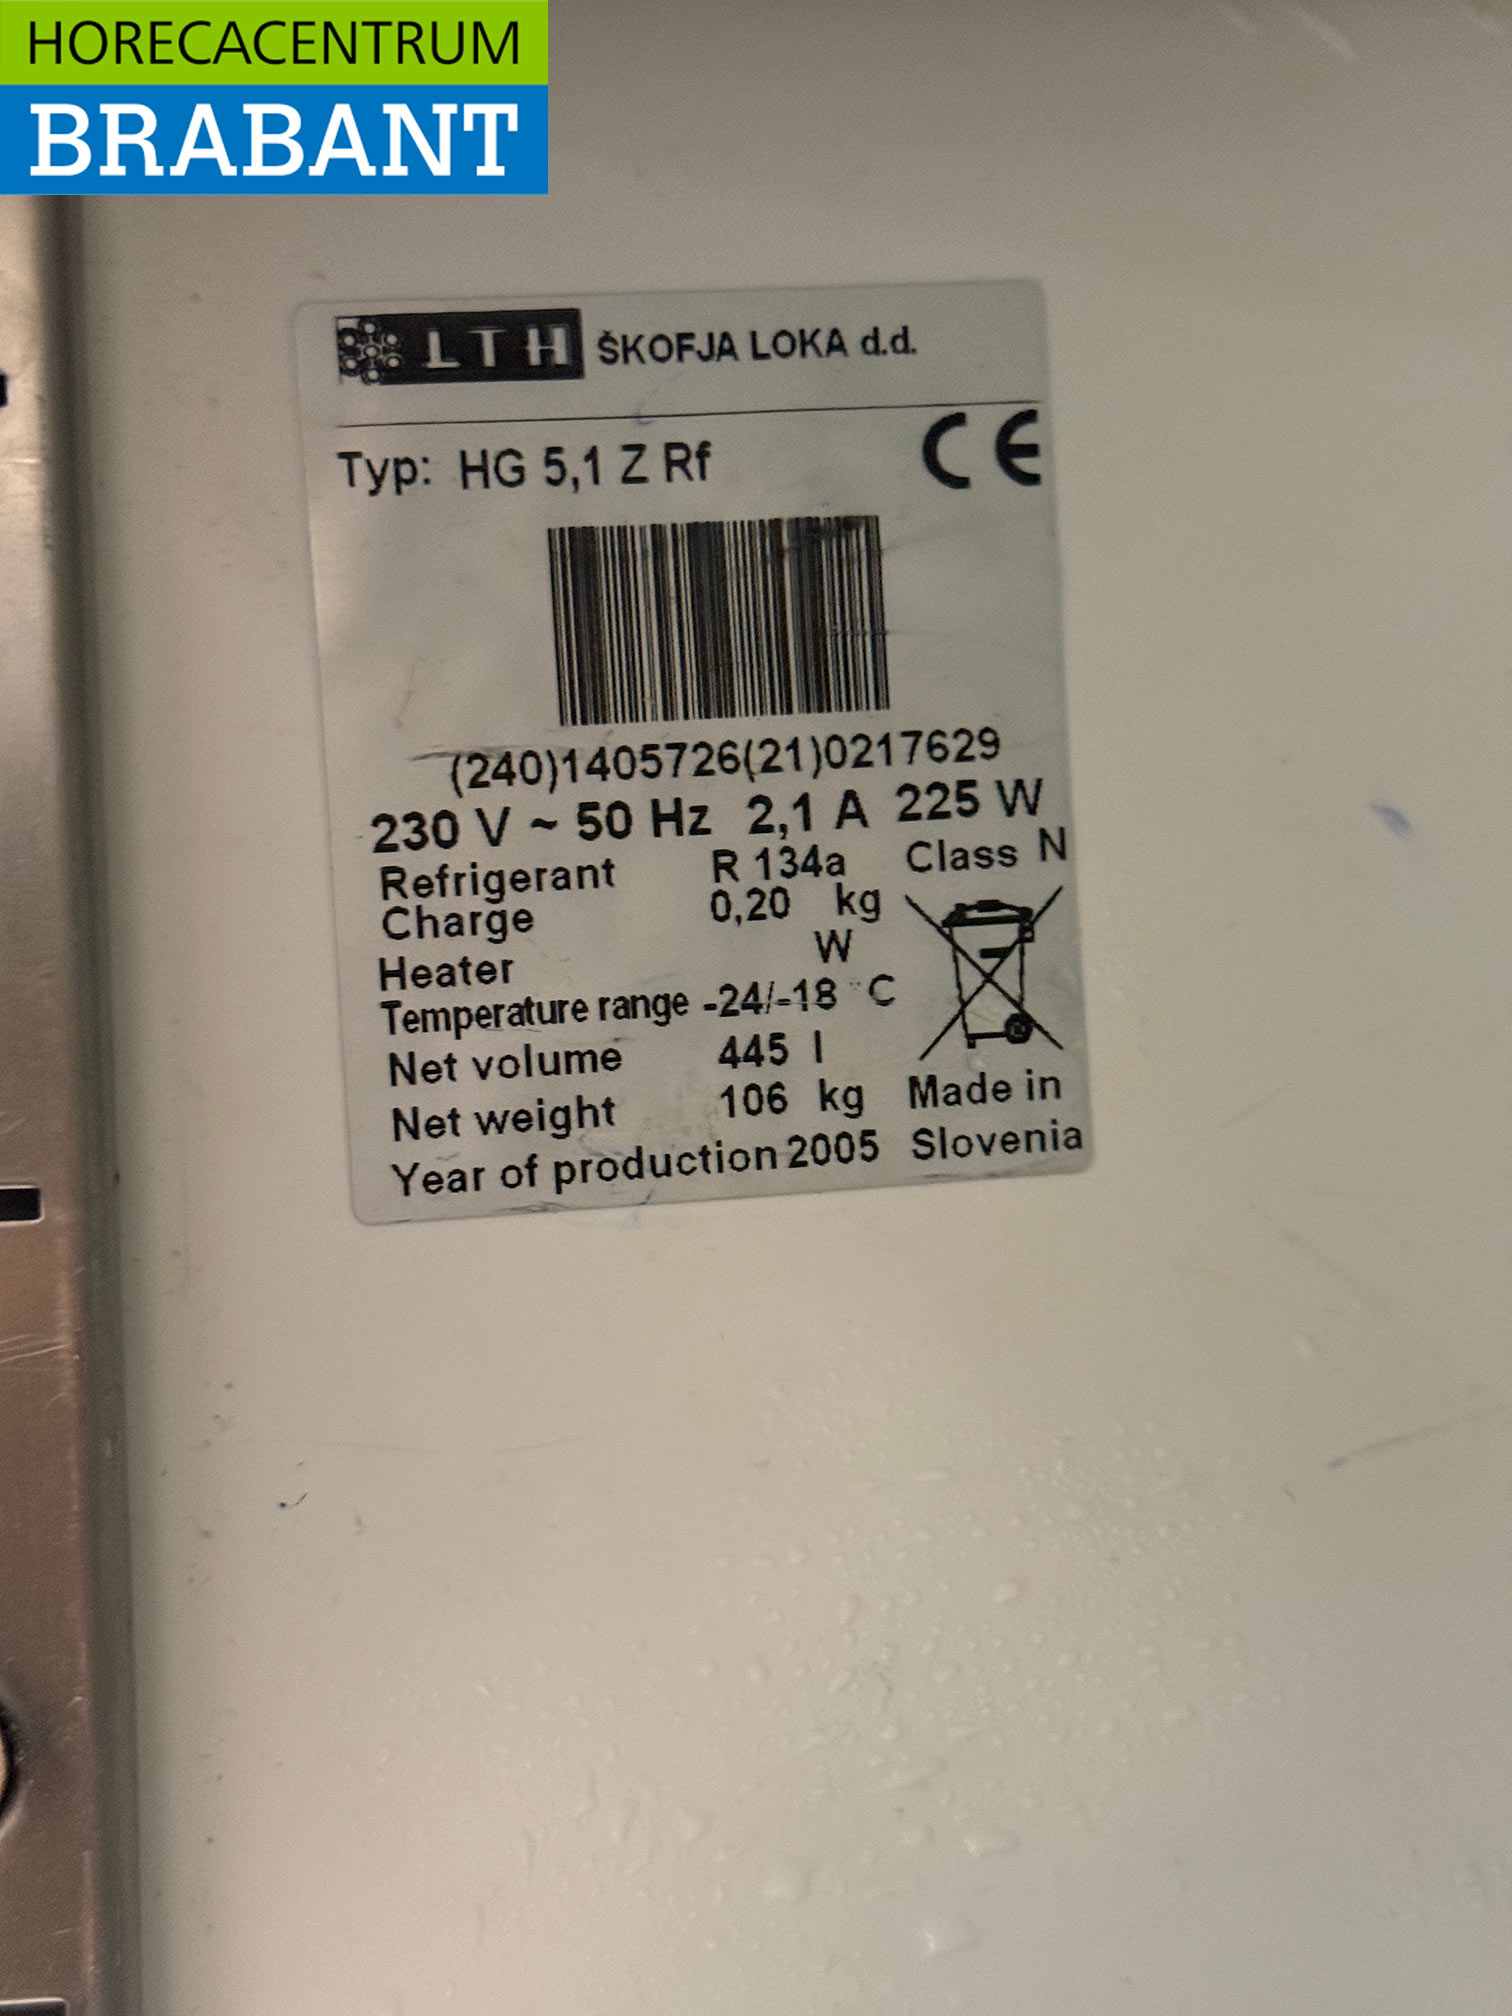 HORECACENTRUM
BRABANT
LTH ŠKOFJA LOKA d.d.
Typ: HG 5,1 Z Rf CE
(240)1405726(21)0217629
230 V ~ 50 Hz 2,1 A 225 W
Refrigerant R 134a Class N
Charge 0,20 kg
Heater W
Temperature range -24/-18 °C
Net volume 445 l
Net weight 106 kg Made in
Year of production 2005 Slovenia